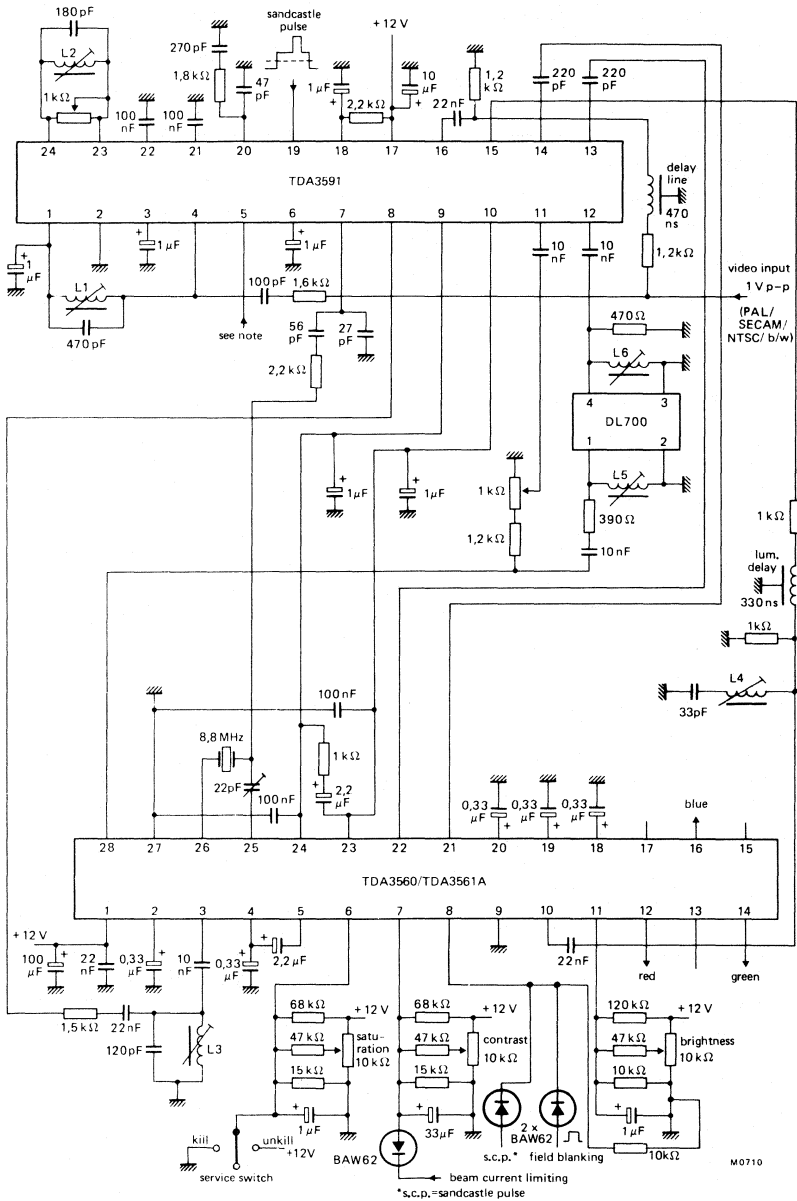 180 pF
L2
1 kΩ
100 nF
100 nF
270 pF
1,8 kΩ
47 pF
sandcastle pulse
1 μF
2,2 kΩ
+ 12 V
10 μF
22 nF
1,2 kΩ
220 pF
220 pF
24 23 22 21 20 19 18 17 16 15 14 13
TDA3591
1 2 3 4 5 6 7 8 9 10 11 12
delay line
470 ns
1,2 kΩ
1 μF
1 μF
1 μF
10 nF
10 nF
L1
470 pF
100 pF
1,6 kΩ
see note
56 pF
27 pF
2,2 kΩ
video input
1 V p-p
(PAL/
SECAM/
NTSC/ b/w)
470 Ω
L6
4 3
DL700
1 2
L5
390 Ω
10 nF
1 μF
1 μF
1 kΩ
1,2 kΩ
1 kΩ
lum. delay
330 ns
1 kΩ
L4
33 pF
100 nF
8,8 MHz
1 kΩ
22 pF
2,2 μF
100 nF
0,33 μF
0,33 μF
0,33 μF
blue
28 27 26 25 24 23 22 21 20 19 18 17 16 15
TDA3560/TDA3561A
1 2 3 4 5 6 7 8 9 10 11 12 13 14
+ 12 V
100 μF
22 nF
0,33 μF
10 nF
0,33 μF
2,2 μF
22 nF
red
green
1,5 kΩ
22 nF
120 pF
L3
68 kΩ
+ 12 V
47 kΩ
satu-
ration
10 kΩ
15 kΩ
1 μF
68 kΩ
+ 12 V
47 kΩ
contrast
10 kΩ
15 kΩ
33 μF
120 kΩ
+ 12 V
47 kΩ
brightness
10 kΩ
10 kΩ
1 μF
10 kΩ
kill
unkill
+12V
service switch
BAW62
2 x
BAW62
s.c.p.* field blanking
beam current limiting
*s.c.p.=sandcastle pulse
M0710